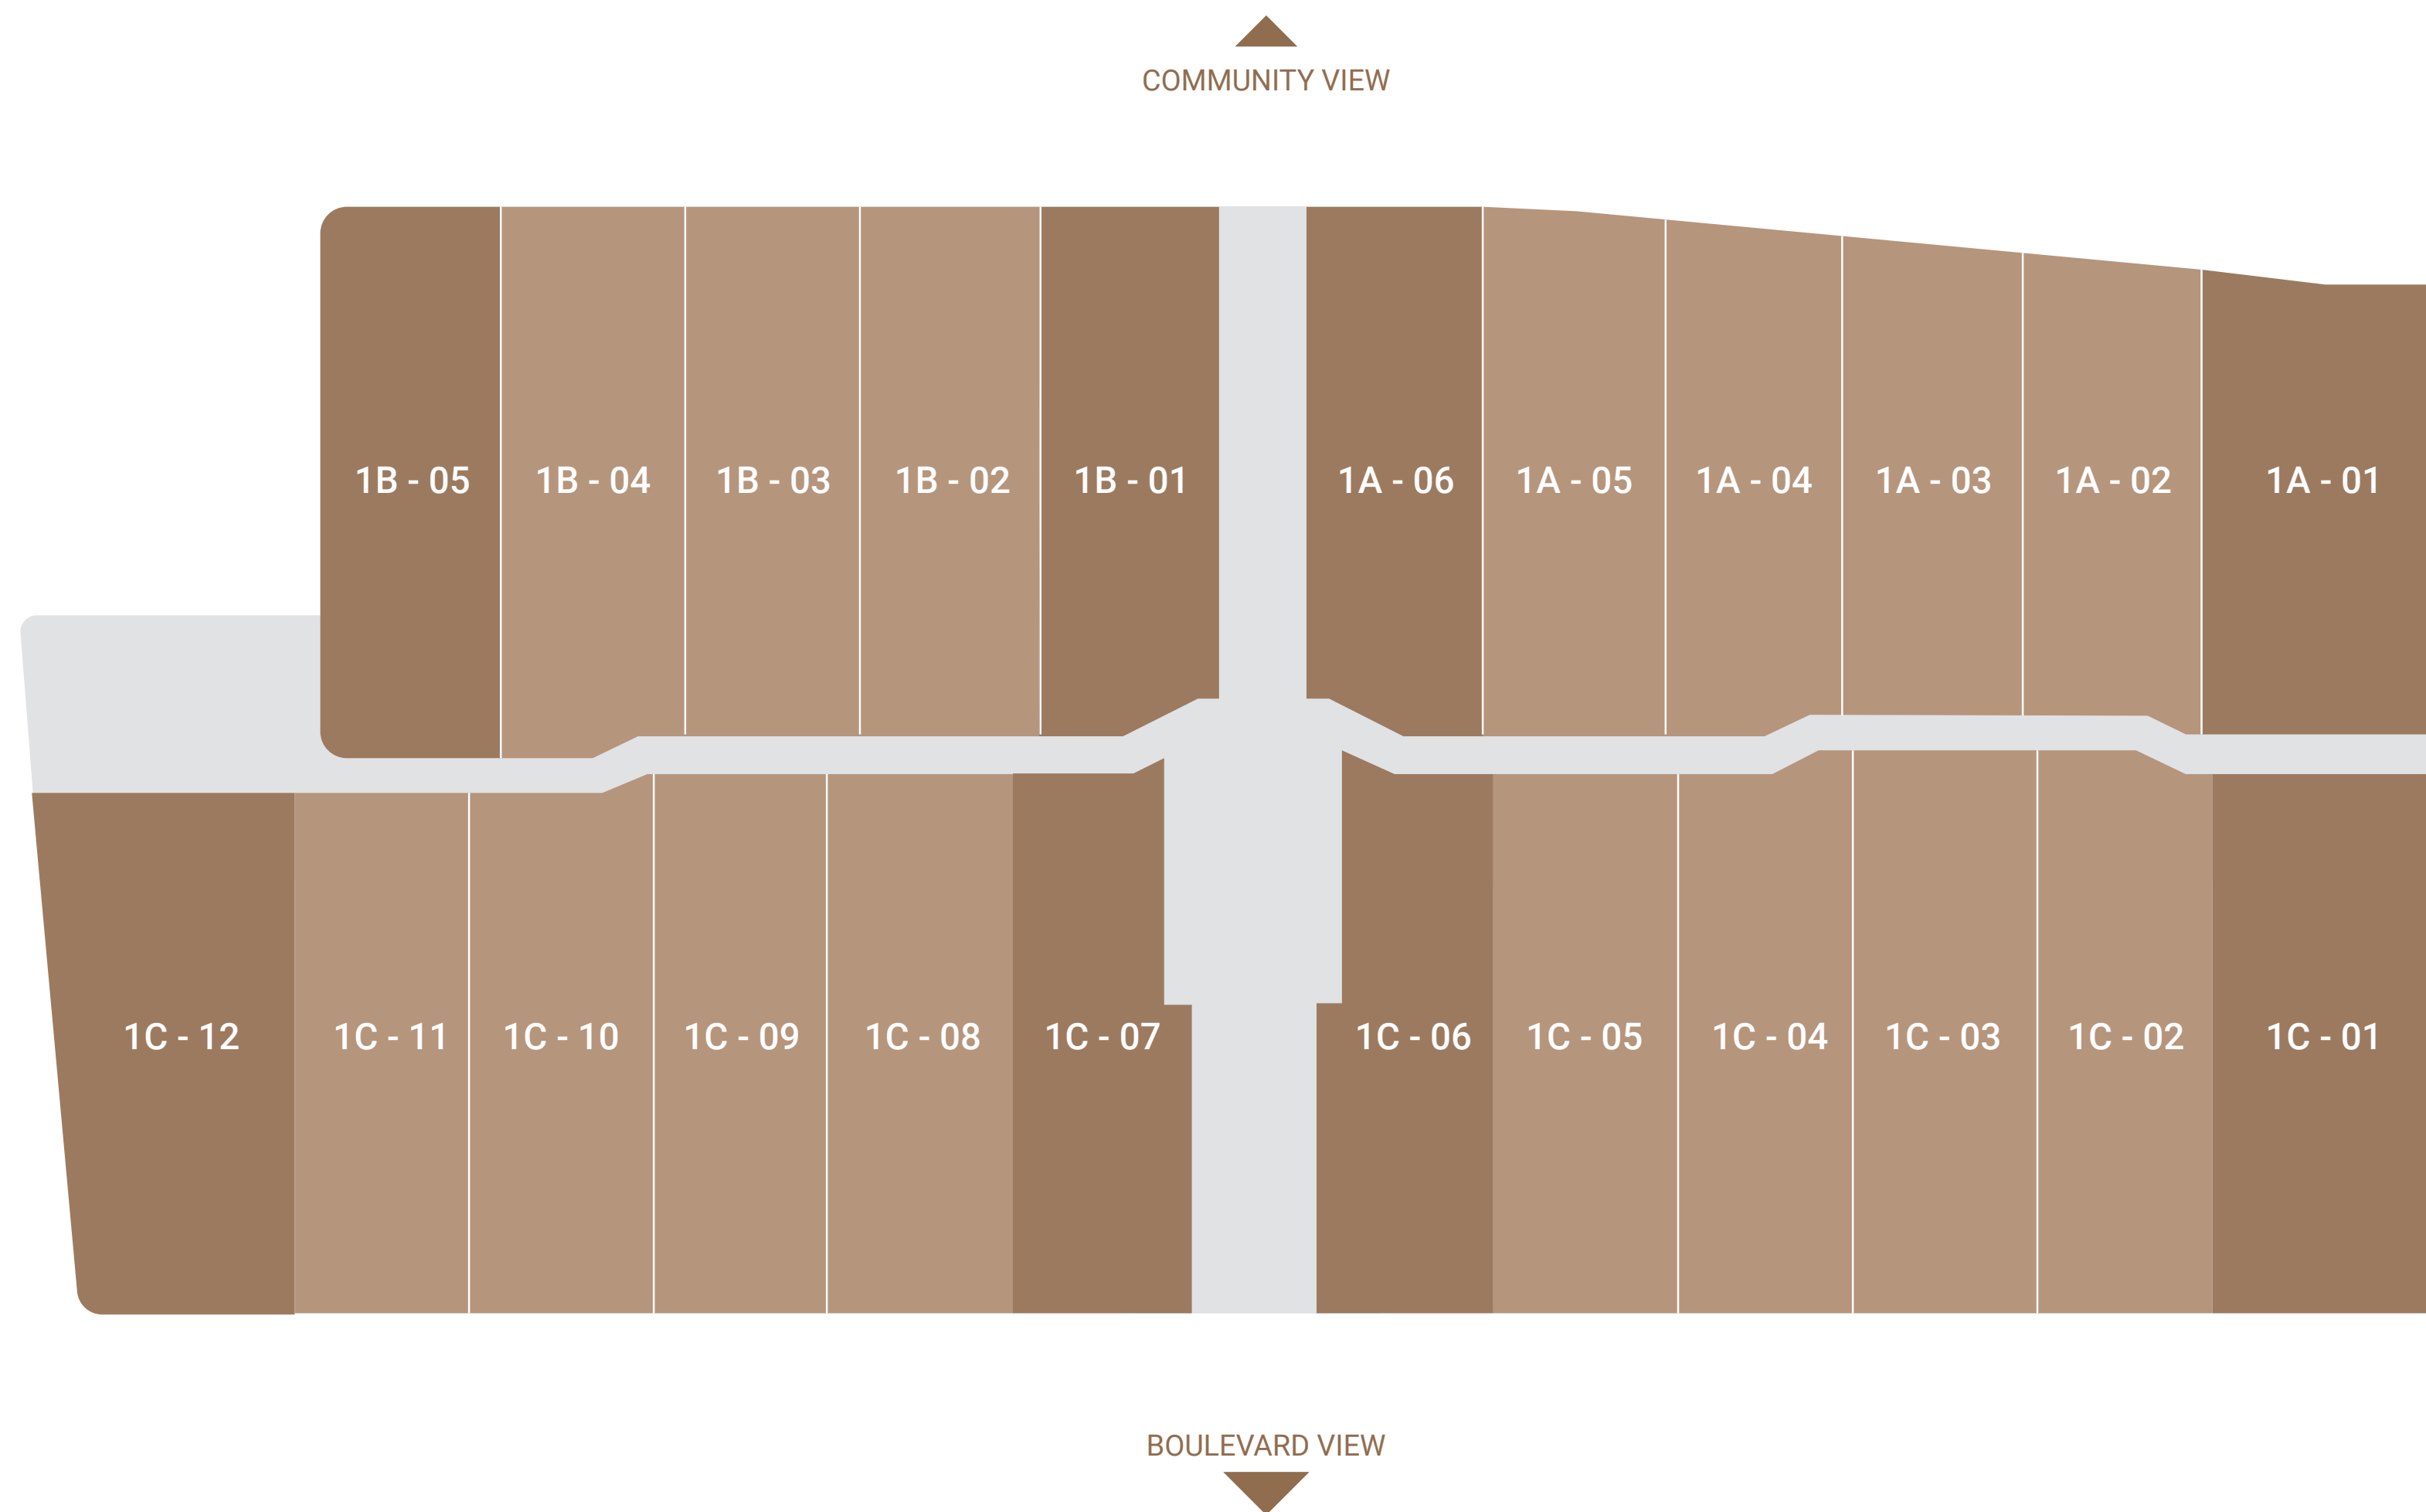 COMMUNITY VIEW
1B - 05
1B - 04
1B - 03
1B - 02
1B - 01
1A - 06
1A - 05
1A - 04
1A - 03
1A - 02
1A - 01
1C - 12
1C - 11
1C - 10
1C - 09
1C - 08
1C - 07
1C - 06
1C - 05
1C - 04
1C - 03
1C - 02
1C - 01
BOULEVARD VIEW